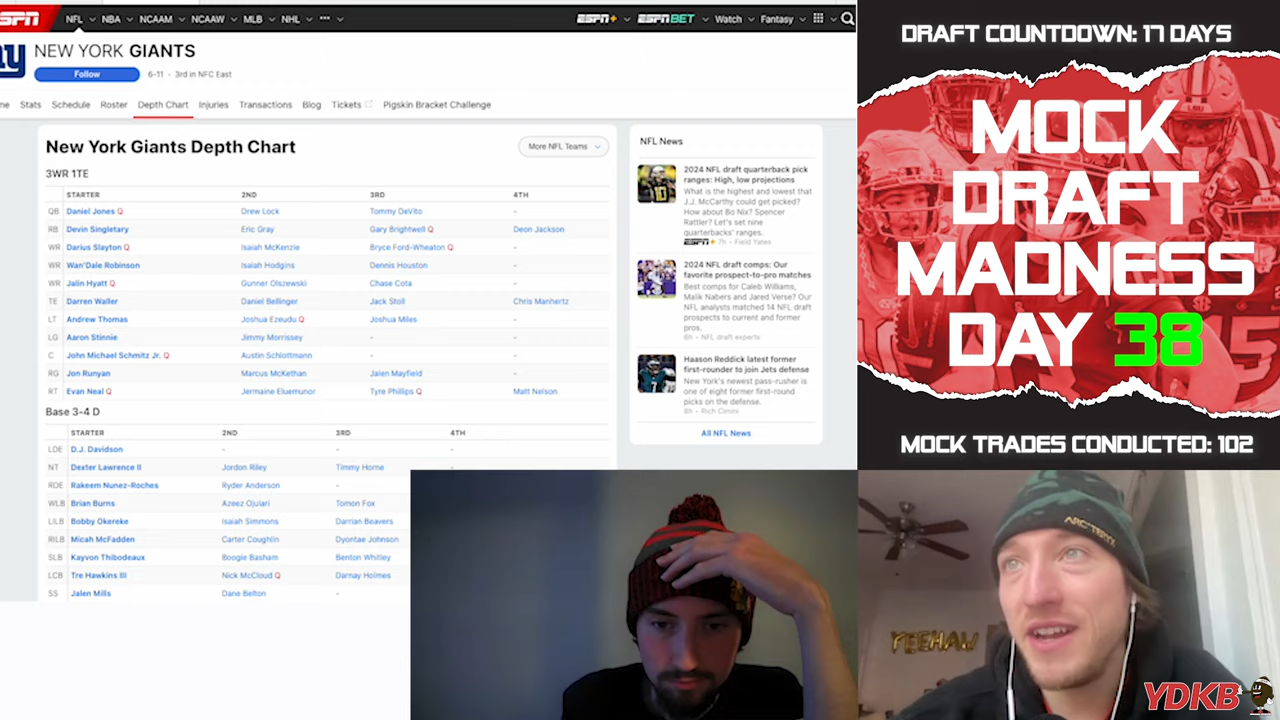 ESPN NFL NBA NCAAM NCAAW MLB NHL ••• ESPN+ ESPN BET Watch Fantasy
NEW YORK GIANTS
Follow 6-11 · 3rd in NFC East
me Stats Schedule Roster Depth Chart Injuries Transactions Blog Tickets Pigskin Bracket Challenge
New York Giants Depth Chart
More NFL Teams
3WR 1TE
STARTER 2ND 3RD 4TH
QB Daniel Jones Q Drew Lock Tommy DeVito -
RB Devin Singletary Eric Gray Gary Brightwell Q Deon Jackson
WR Darius Slayton Q Isaiah McKenzie Bryce Ford-Wheaton Q -
WR Wan'Dale Robinson Isaiah Hodgins Dennis Houston -
WR Jalin Hyatt Q Gunner Olszewski Chase Cota -
TE Darren Waller Daniel Bellinger Jack Stoll Chris Manhertz
LT Andrew Thomas Joshua Ezeudu Q Joshua Miles -
LG Aaron Stinnie Jimmy Morrissey - -
C John Michael Schmitz Jr. Q Austin Schlottmann - -
RG Jon Runyan Marcus McKethan Jalen Mayfield -
RT Evan Neal Q Jermaine Eluemunor Tyre Phillips Q Matt Nelson
Base 3-4 D
STARTER 2ND 3RD 4TH
LDE D.J. Davidson - - -
NT Dexter Lawrence II Jordon Riley Timmy Horne -
RDE Rakeem Nunez-Roches Ryder Anderson -
WLB Brian Burns Azeez Ojulari Tomon Fox
LILB Bobby Okereke Isaiah Simmons Darrian Beavers
RILB Micah McFadden Carter Coughlin Dyontae Johnson
SLB Kayvon Thibodeaux Boogie Basham Benton Whitley
LCB Tre Hawkins III Nick McCloud Q Darnay Holmes
SS Jalen Mills Dane Belton -
NFL News
2024 NFL draft quarterback pick
ranges: High, low projections
What is the highest and lowest that
J.J. McCarthy could get picked?
How about Bo Nix? Spencer
Rattler? Let's set nine
quarterbacks' ranges.
ESPN+ 7h · Field Yates
2024 NFL draft comps: Our
favorite prospect-to-pro matches
Best comps for Caleb Williams,
Malik Nabers and Jared Verse? Our
NFL analysts matched 14 NFL draft
prospects to current and former
pros.
6h · NFL draft experts
Haason Reddick latest former
first-rounder to join Jets defense
New York's newest pass-rusher is
one of eight former first-round
picks on the defense.
8h · Rich Cimini
All NFL News
DRAFT COUNTDOWN: 17 DAYS
MOCK
DRAFT
MADNESS
DAY 38
MOCK TRADES CONDUCTED: 102
ARC'TERYX
YEEHAW
YDKB